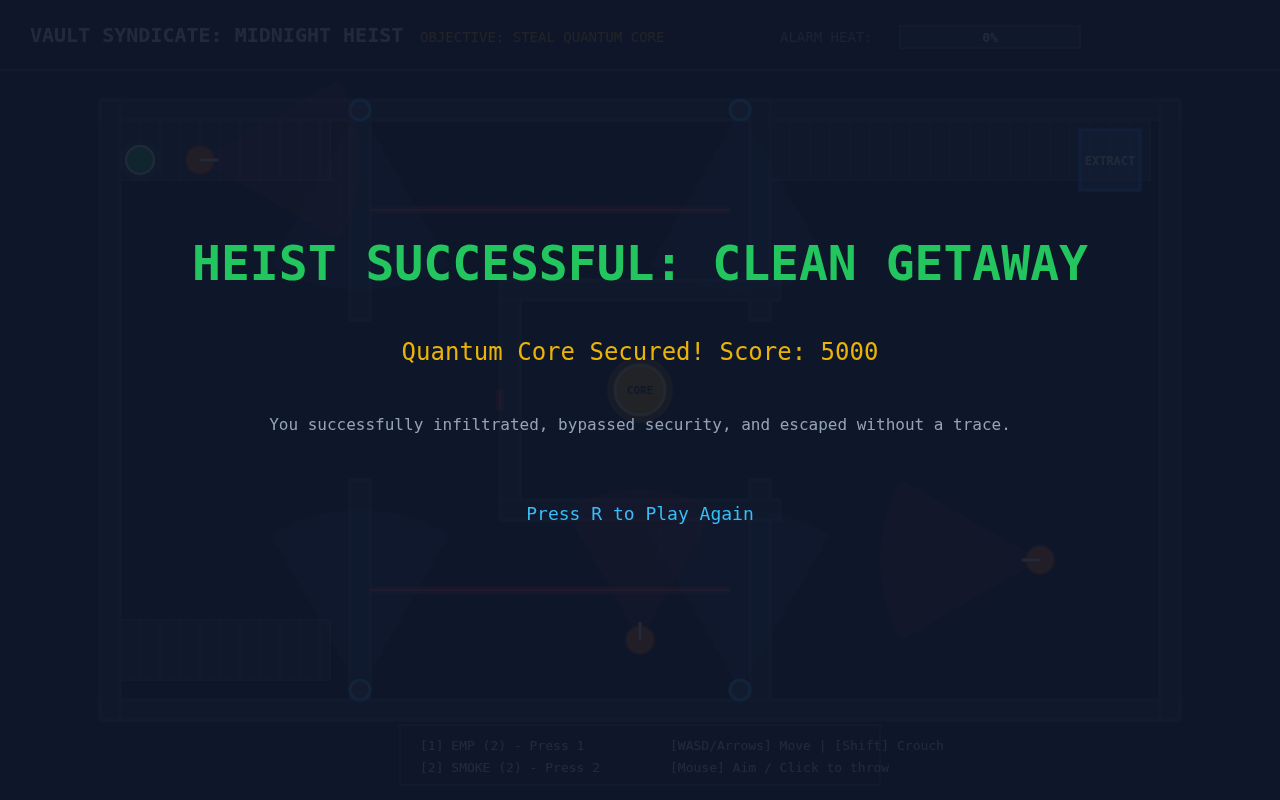 VAULT SYNDICATE: MIDNIGHT HEIST OBJECTIVE: STEAL QUANTUM CORE ALARM HEAT: 0%
EXTRACT
HEIST SUCCESSFUL: CLEAN GETAWAY
Quantum Core Secured! Score: 5000
CORE
You successfully infiltrated, bypassed security, and escaped without a trace.
Press R to Play Again
[1] EMP (2) - Press 1 [WASD/Arrows] Move | [Shift] Crouch
[2] SMOKE (2) - Press 2 [Mouse] Aim / Click to throw